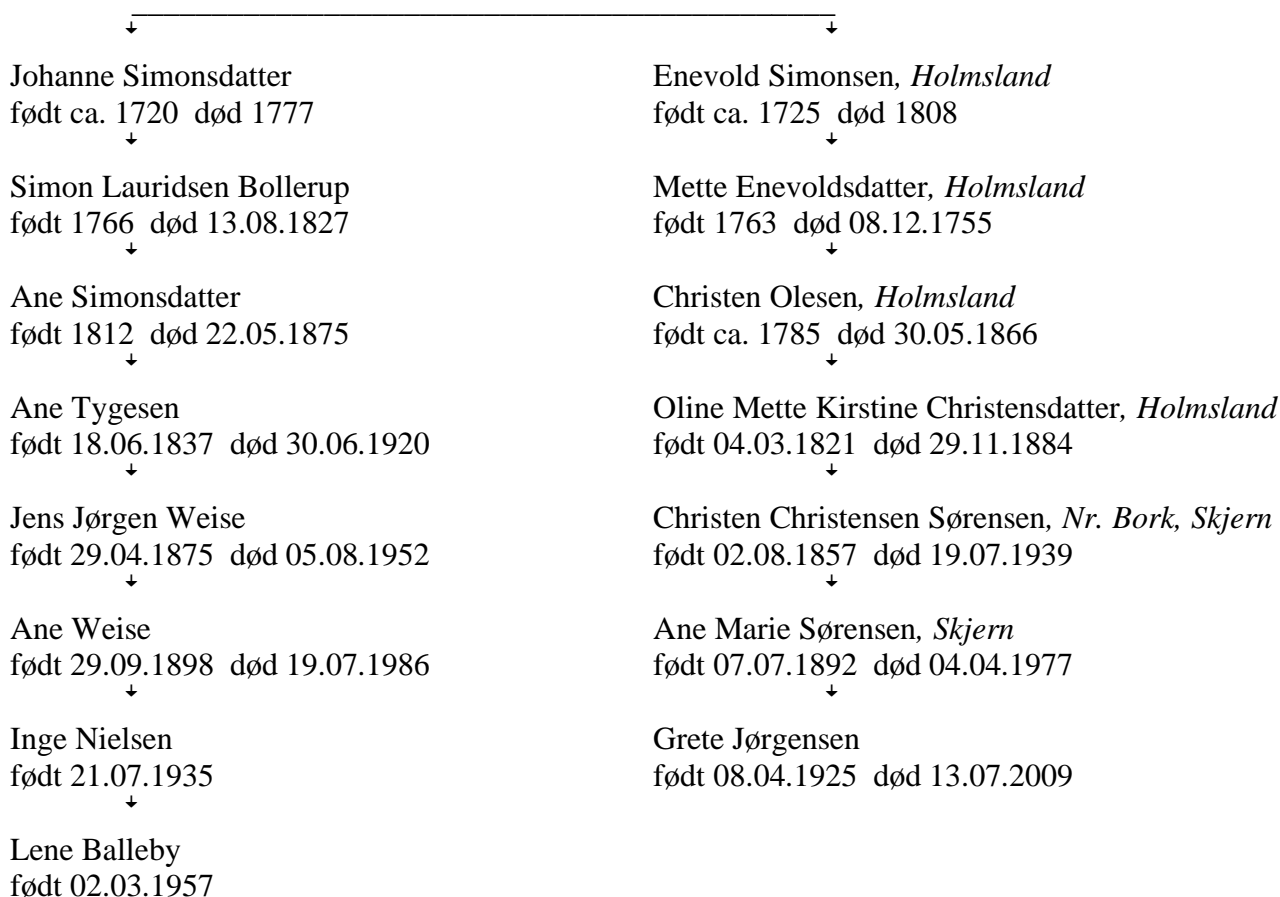 Johanne Simonsdatter
født ca. 1720 død 1777
Simon Lauridsen Bollerup
født 1766 død 13.08.1827
Ane Simonsdatter
født 1812 død 22.05.1875
Ane Tygesen
født 18.06.1837 død 30.06.1920
Jens Jørgen Weise
født 29.04.1875 død 05.08.1952
Ane Weise
født 29.09.1898 død 19.07.1986
Inge Nielsen
født 21.07.1935
Lene Balleby
født 02.03.1957
Enevold Simonsen, Holmsland
født ca. 1725 død 1808
Mette Enevoldsdatter, Holmsland
født 1763 død 08.12.1755
Christen Olesen, Holmsland
født ca. 1785 død 30.05.1866
Oline Mette Kirstine Christensdatter, Holmsland
født 04.03.1821 død 29.11.1884
Christen Christensen Sørensen, Nr. Bork, Skjern
født 02.08.1857 død 19.07.1939
Ane Marie Sørensen, Skjern
født 07.07.1892 død 04.04.1977
Grete Jørgensen
født 08.04.1925 død 13.07.2009